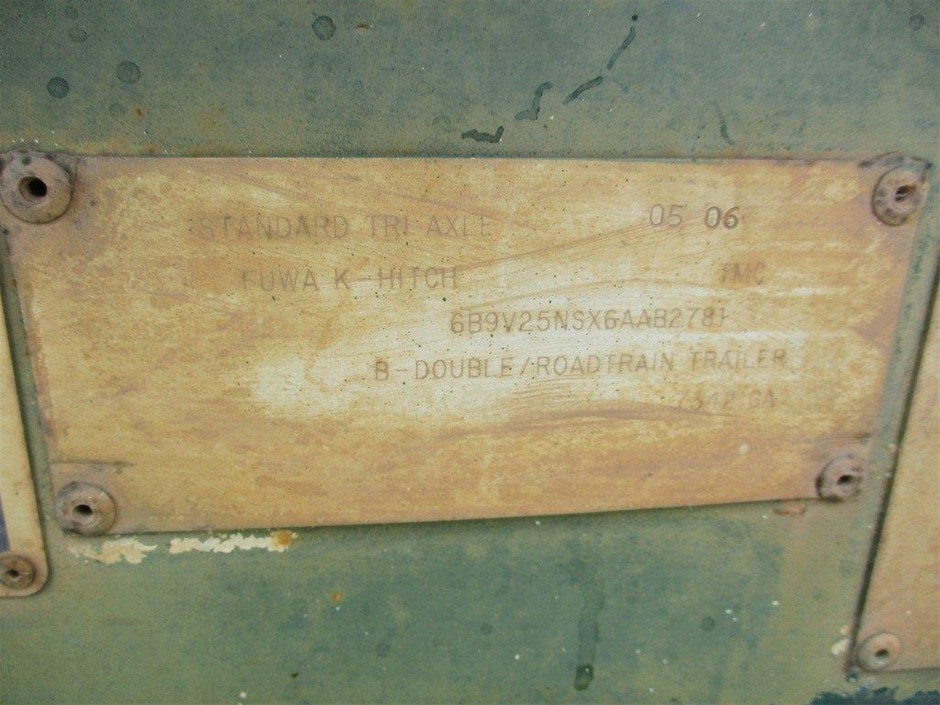 STANDARD TRI AXLE 05 06
FUWA K-HITCH TMC
6B9V25NSX6AAB2781
B-DOUBLE/ROADTRAIN TRAILER